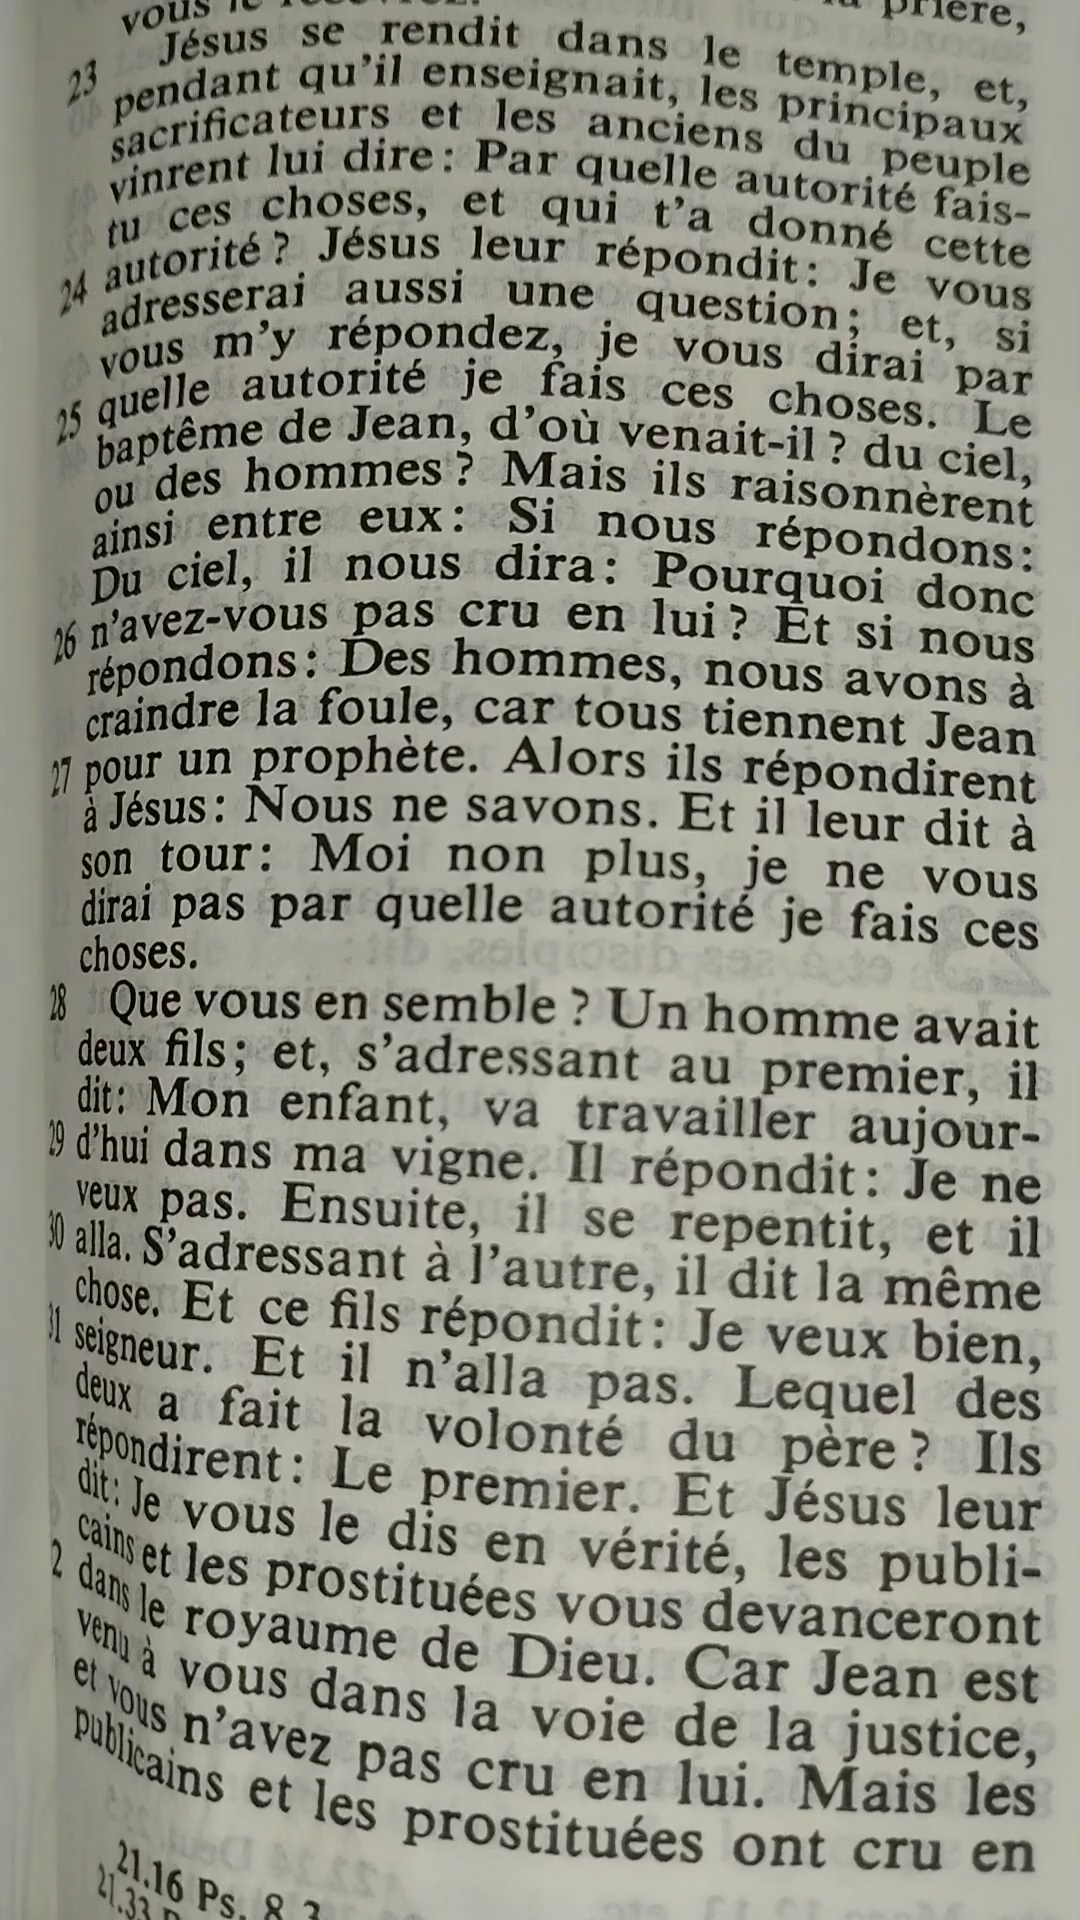 vous le
prière,
23 Jésus se rendit dans le temple, et,
pendant qu'il enseignait, les principaux
sacrificateurs et les anciens du peuple
vinrent lui dire: Par quelle autorité fais-
tu ces choses, et qui t'a donné cette
24 autorité? Jésus leur répondit: Je vous
adresserai aussi une question; et, si
vous m'y répondez, je vous dirai par
25 quelle autorité je fais ces choses. Le
baptême de Jean, d'où venait-il? du ciel,
ou des hommes? Mais ils raisonnèrent
ainsi entre eux: Si nous répondons:
Du ciel, il nous dira: Pourquoi donc
26 n'avez-vous pas cru en lui? Et si nous
répondons: Des hommes, nous avons à
craindre la foule, car tous tiennent Jean
27 pour un prophète. Alors ils répondirent
à Jésus: Nous ne savons. Et il leur dit à
son tour: Moi non plus, je ne vous
dirai pas par quelle autorité je fais ces
choses.
28 Que vous en semble? Un homme avait
deux fils; et, s'adressant au premier, il
dit: Mon enfant, va travailler aujour-
29 d'hui dans ma vigne. Il répondit: Je ne
veux pas. Ensuite, il se repentit, et il
30 alla. S'adressant à l'autre, il dit la même
chose. Et ce fils répondit: Je veux bien,
31 seigneur. Et il n'alla pas. Lequel des
deux a fait la volonté du père? Ils
répondirent: Le premier. Et Jésus leur
dit: Je vous le dis en vérité, les publi-
cains et les prostituées vous devanceront
2 dans le royaume de Dieu. Car Jean est
venu à vous dans la voie de la justice,
et vous n'avez pas cru en lui. Mais les
publicains et les prostituées ont cru en
21.16 Ps. 8.3
21.33